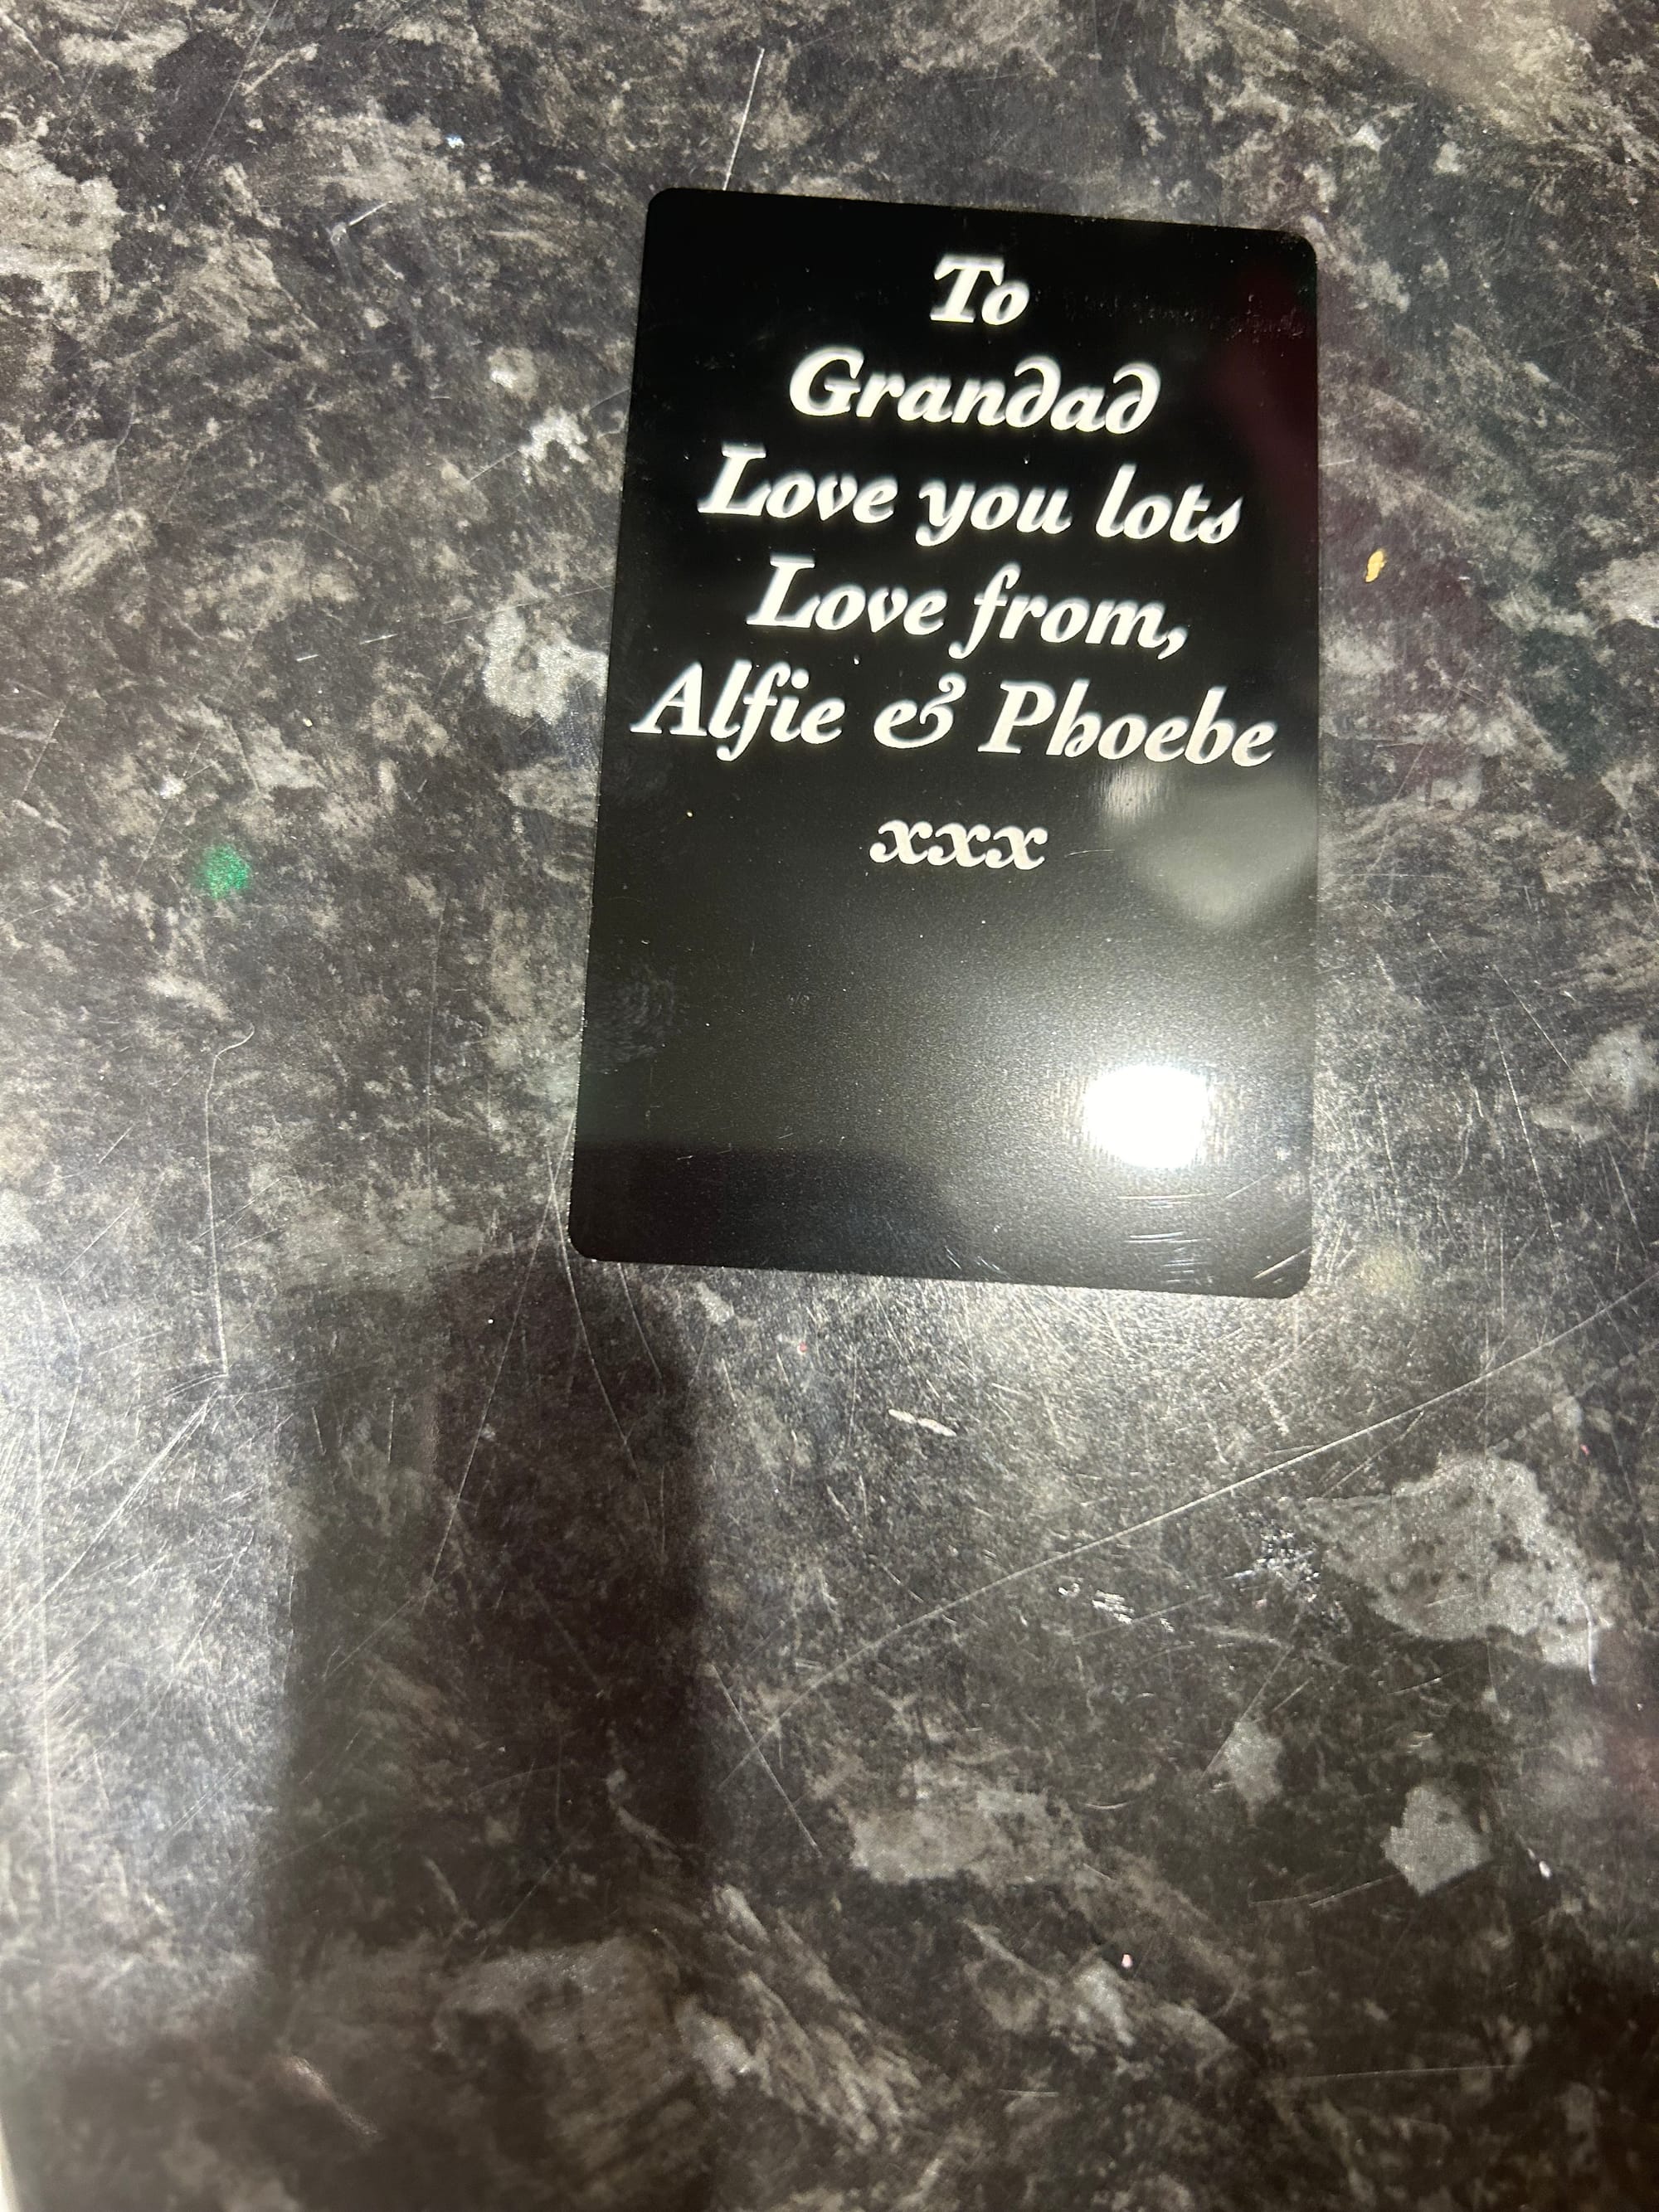 To
Grandad
Love you lots
Love from,
Alfie & Phoebe
xxx